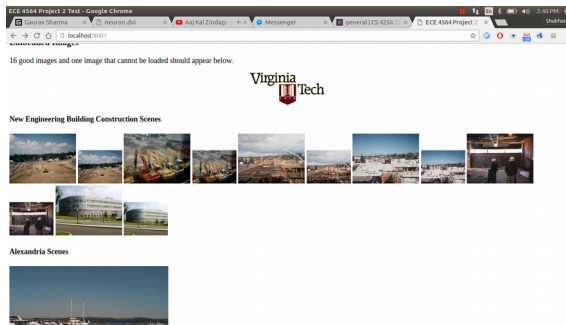 ECE 4564 Project 2 Test - Google Chrome
2:40 PM
Gaurav Sharma
neuron.dvi
Aaj Kal Zindagi
Messenger
general | CS 425A S
ECE 4564 Project 2
Shubham
localhost:8001
Embedded Images
16 good images and one image that cannot be loaded should appear below.
Virginia
Tech
New Engineering Building Construction Scenes
Alexandria Scenes